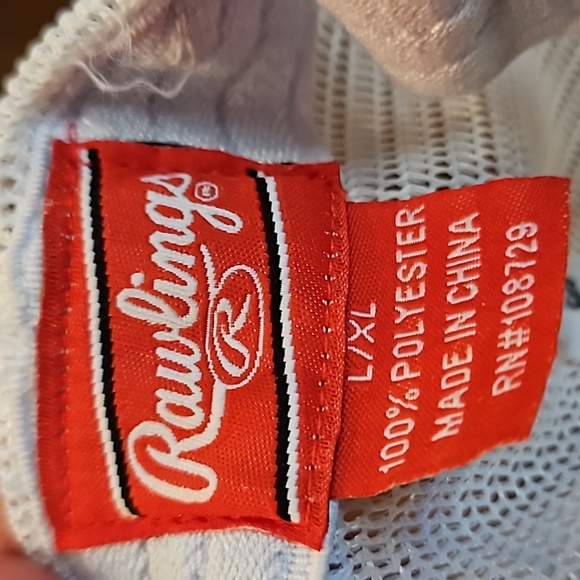 Rawlings®
R
L/XL
100% POLYESTER
MADE IN CHINA
RN#108729